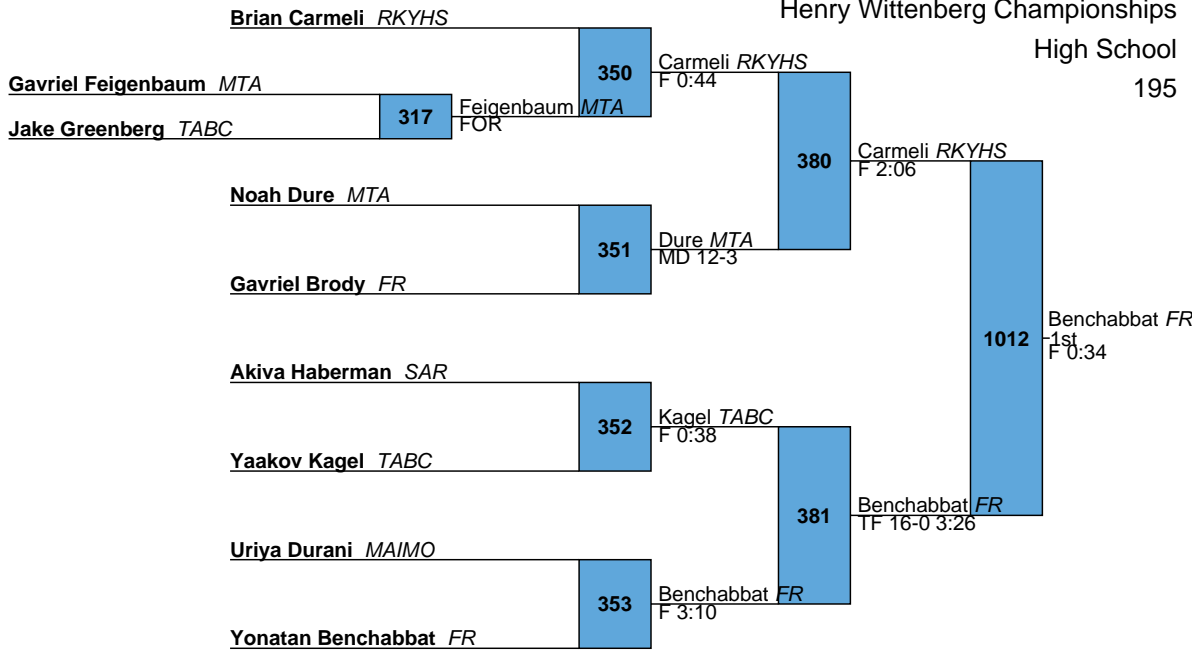 Henry Wittenberg Championships
High School
195
Brian Carmeli RKYHS
350
Carmeli RKYHS
F 0:44
Gavriel Feigenbaum MTA
317
Feigenbaum MTA
FOR
Jake Greenberg TABC
380
Carmeli RKYHS
F 2:06
Noah Dure MTA
351
Dure MTA
MD 12-3
Gavriel Brody FR
1012
Benchabbat FR
1st
F 0:34
Akiva Haberman SAR
352
Kagel TABC
F 0:38
Yaakov Kagel TABC
381
Benchabbat FR
TF 16-0 3:26
Uriya Durani MAIMO
353
Benchabbat FR
F 3:10
Yonatan Benchabbat FR